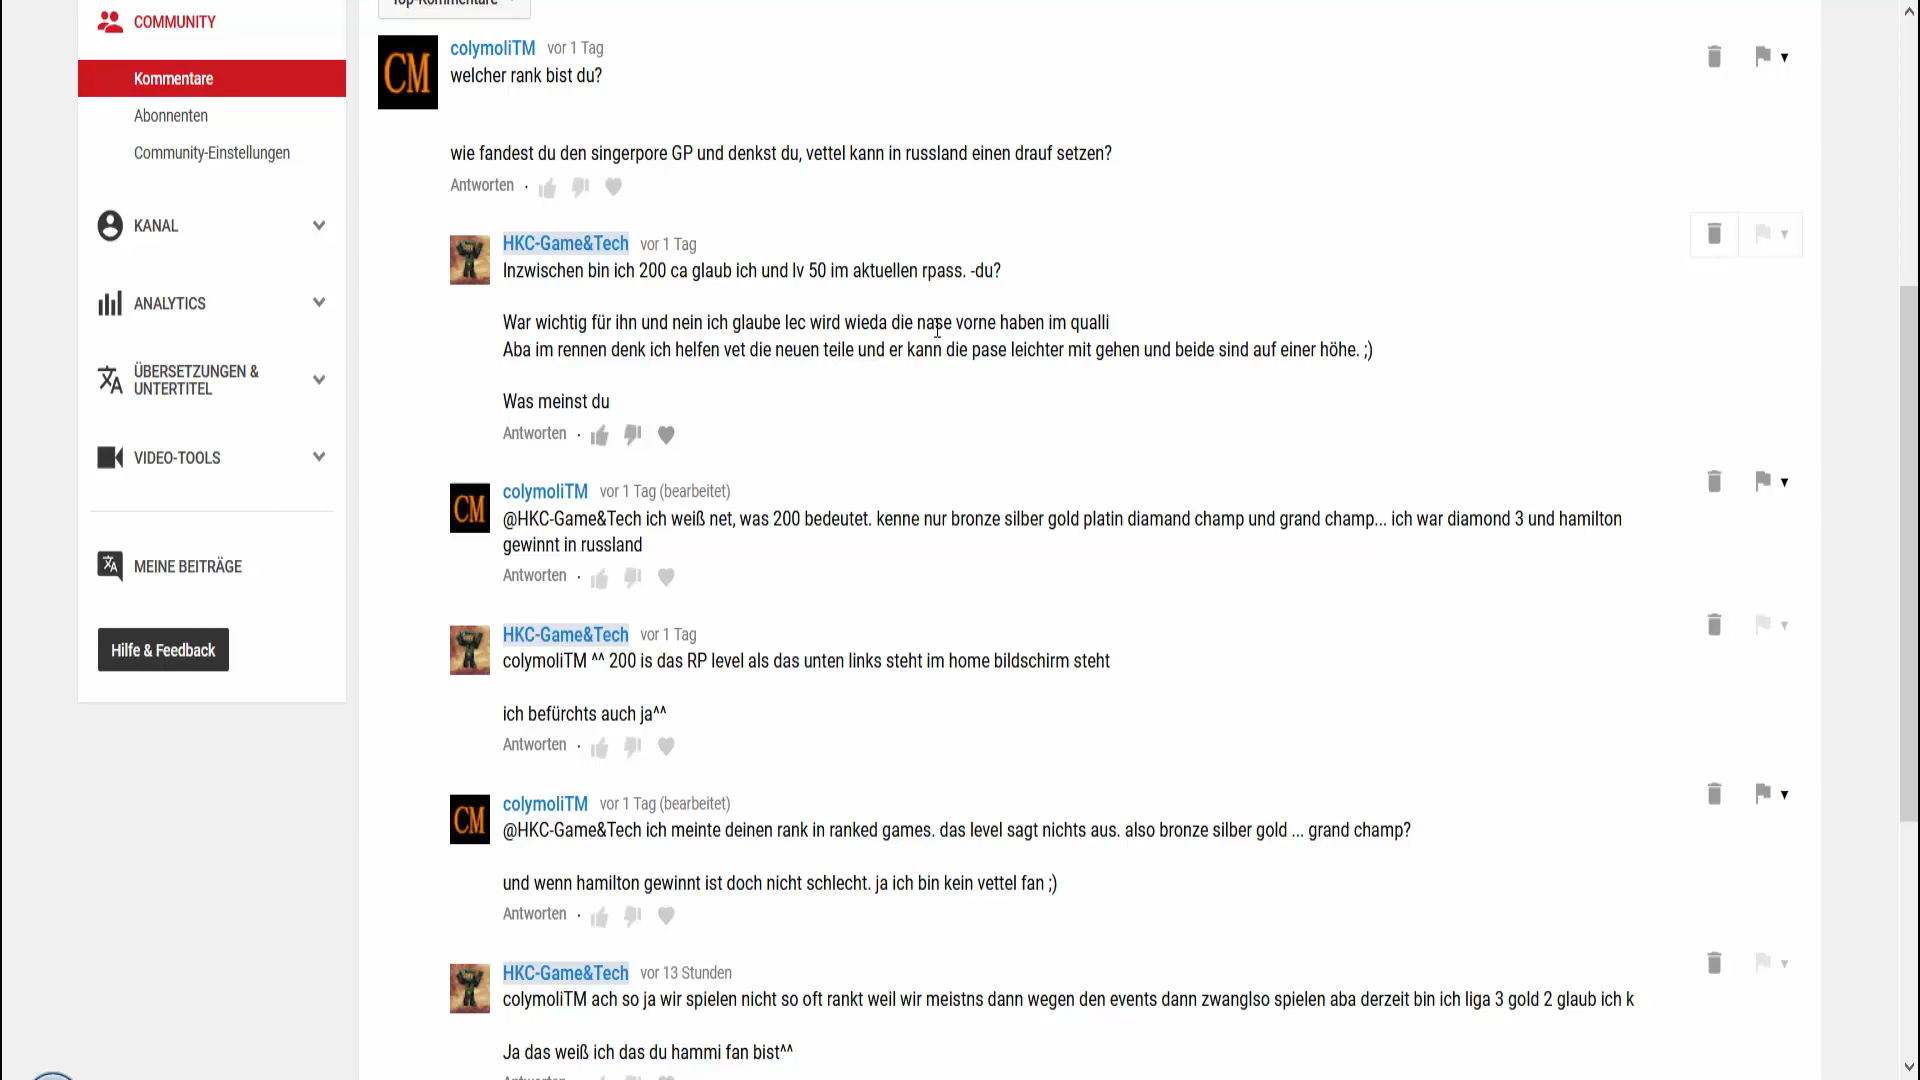 Top-Kommentare
COMMUNITY
Kommentare
Abonnenten
Community-Einstellungen
KANAL
ANALYTICS
ÜBERSETZUNGEN &
UNTERTITEL
VIDEO-TOOLS
MEINE BEITRÄGE
Hilfe & Feedback
CM
colymoliTM vor 1 Tag
welcher rank bist du?
wie fandest du den singerpore GP und denkst du, vettel kann in russland einen drauf setzen?
Antworten
HKC-Game&Tech vor 1 Tag
Inzwischen bin ich 200 ca glaub ich und lv 50 im aktuellen rpass. -du?
War wichtig für ihn und nein ich glaube lec wird wieda die nase vorne haben im qualli
Aba im rennen denk ich helfen vet die neuen teile und er kann die pase leichter mit gehen und beide sind auf einer höhe. ;)
Was meinst du
Antworten
CM
colymoliTM vor 1 Tag (bearbeitet)
@HKC-Game&Tech ich weiß net, was 200 bedeutet. kenne nur bronze silber gold platin diamand champ und grand champ... ich war diamond 3 und hamilton
gewinnt in russland
Antworten
HKC-Game&Tech vor 1 Tag
colymoliTM ^^ 200 is das RP level als das unten links steht im home bildschirm steht
ich befürchts auch ja^^
Antworten
CM
colymoliTM vor 1 Tag (bearbeitet)
@HKC-Game&Tech ich meinte deinen rank in ranked games. das level sagt nichts aus. also bronze silber gold ... grand champ?
und wenn hamilton gewinnt ist doch nicht schlecht. ja ich bin kein vettel fan ;)
Antworten
HKC-Game&Tech vor 13 Stunden
colymoliTM ach so ja wir spielen nicht so oft rankt weil wir meistns dann wegen den events dann zwanglso spielen aba derzeit bin ich liga 3 gold 2 glaub ich k
Ja das weiß ich das du hammi fan bist^^
Antworten